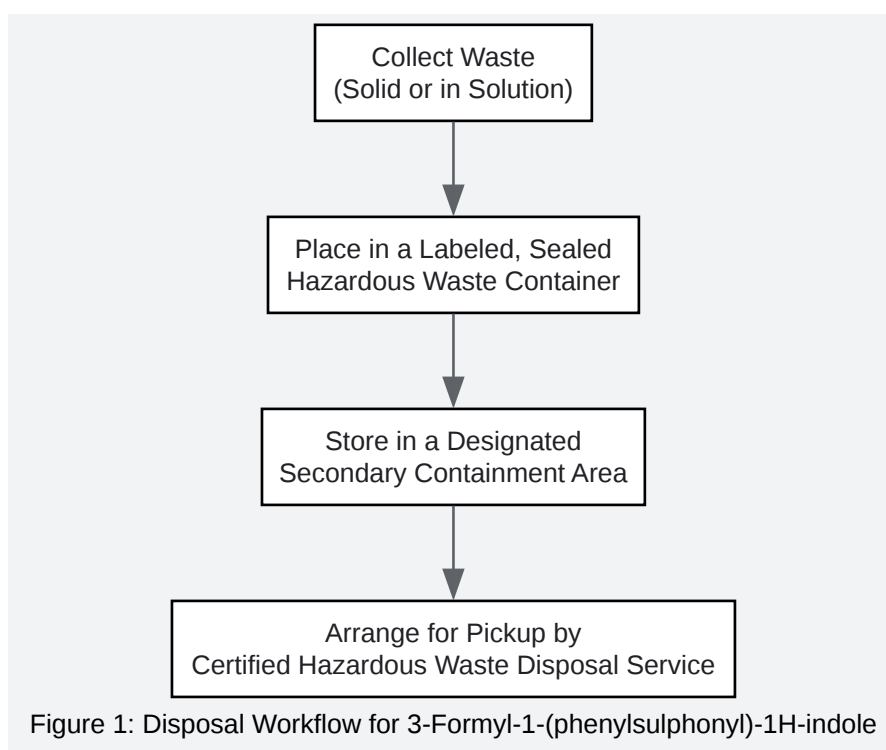 Collect Waste
(Solid or in Solution)
Place in a Labeled, Sealed
Hazardous Waste Container
Store in a Designated
Secondary Containment Area
Arrange for Pickup by
Certified Hazardous Waste Disposal Service
Figure 1: Disposal Workflow for 3-Formyl-1-(phenylsulphonyl)-1H-indole